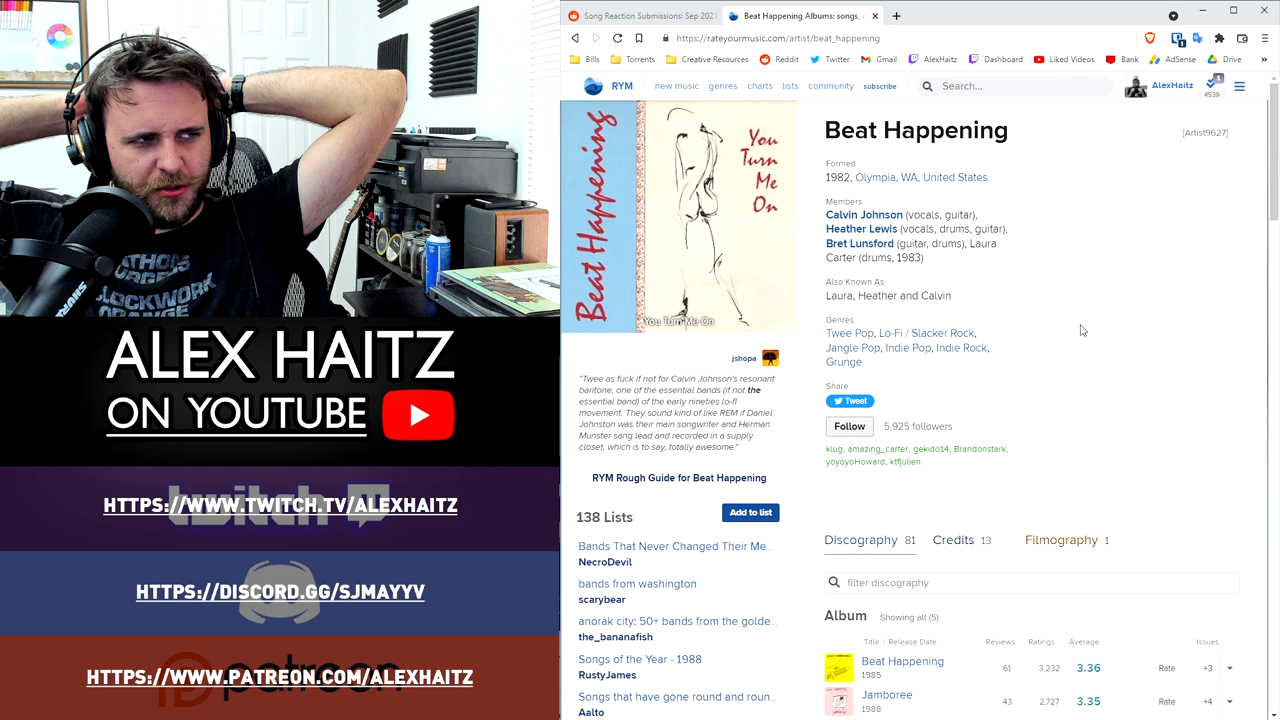 SHURE
CLOCKWORK
ORANGE
ALEX HAITZ
ON YOUTUBE
twitch
HTTPS://WWW.TWITCH.TV/ALEXHAITZ
HTTPS://DISCORD.GG/SJMAYYV
patreon
HTTPS://WWW.PATREON.COM/ALEXHAITZ
Song Reaction Submissions: Sep 2021
Beat Happening Albums: songs,
https://rateyourmusic.com/artist/beat_happening
Bills
Torrents
Creative Resources
Reddit
Twitter
Gmail
AlexHaitz
Dashboard
Liked Videos
Bank
AdSense
Drive
RYM
new music genres charts lists community subscribe
Search...
AlexHaitz
4539
Beat Happening
You
Turn
Me
On
You Turn Me On
jshopa
"Twee as fuck if not for Calvin Johnson's resonant
baritone, one of the essential bands (if not the
essential band) of the early nineties lo-fi
movement. They sound kind of like REM if Daniel
Johnston was their main songwriter and Herman
Munster sang lead and recorded in a supply
closet, which is to say, totally awesome."
RYM Rough Guide for Beat Happening
138 Lists
Add to list
Bands That Never Changed Their Me...
NecroDevil
bands from washington
scarybear
anorak city: 50+ bands from the golde...
the_bananafish
Songs of the Year - 1988
RustyJames
Songs that have gone round and roun...
Aalto
Beat Happening
[Artist9627]
Formed
1982, Olympia, WA, United States
Members
Calvin Johnson (vocals, guitar),
Heather Lewis (vocals, drums, guitar),
Bret Lunsford (guitar, drums), Laura
Carter (drums, 1983)
Also Known As
Laura, Heather and Calvin
Genres
Twee Pop, Lo-Fi / Slacker Rock,
Jangle Pop, Indie Pop, Indie Rock,
Grunge
Share
Tweet
Follow 5,925 followers
klug, amazing_carter, gekido14, Brandonstark,
yoyoyoHoward, ktfjulien
Discography 81 Credits 13 Filmography 1
filter discography
Album Showing all (5)
Title / Release Date Reviews Ratings Average Issues
Beat Happening 61 3,232 3.36 Rate +3
1985
Jamboree 43 2,727 3.35 Rate +4
1988